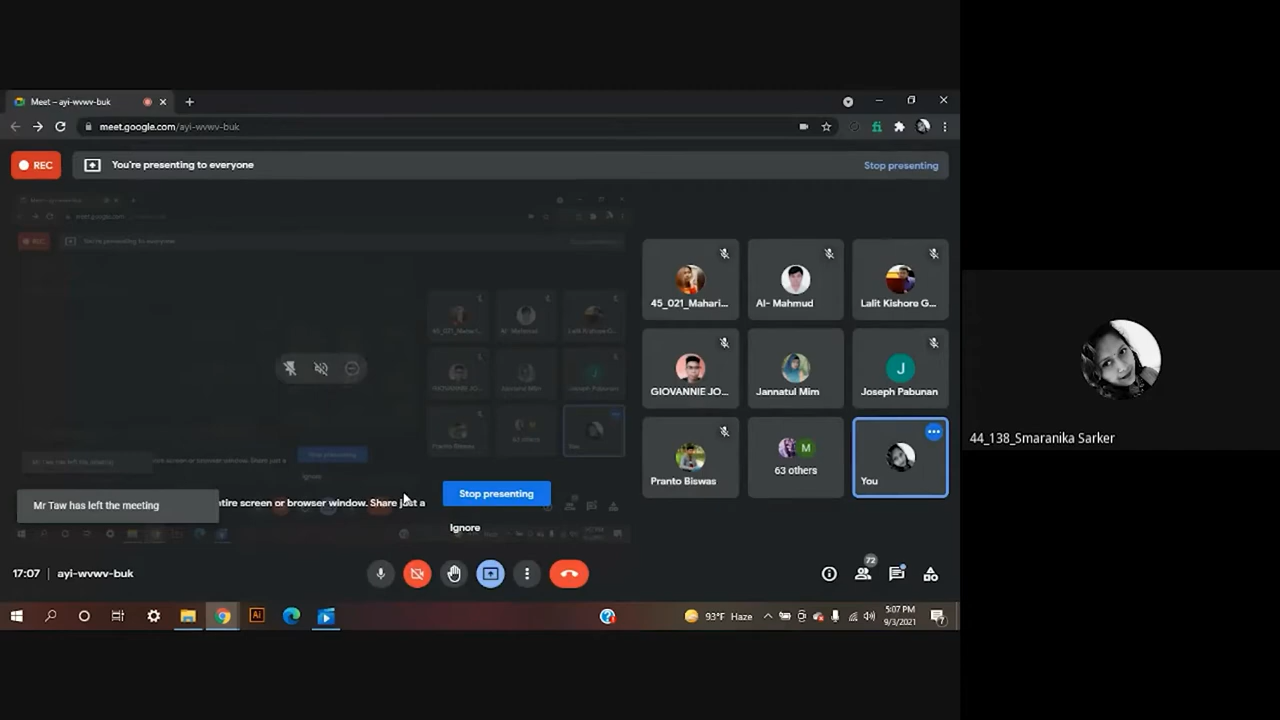 Meet – ayi-wvwv-buk
meet.google.com/ayi-wvwv-buk
REC
You're presenting to everyone
Stop presenting
45_021_Mahari...
Al- Mahmud
Lalit Kishore G...
GIOVANNIE JO...
Jannatul Mim
J
Joseph Pabunan
Pranto Biswas
M
63 others
You
44_138_Smaranika Sarker
Mr Taw has left the meeting
tire screen or browser window. Share just a
Stop presenting
Ignore
17:07 | ayi-wvwv-buk
72
Ai
93°F Haze
5:07 PM
9/3/2021
7